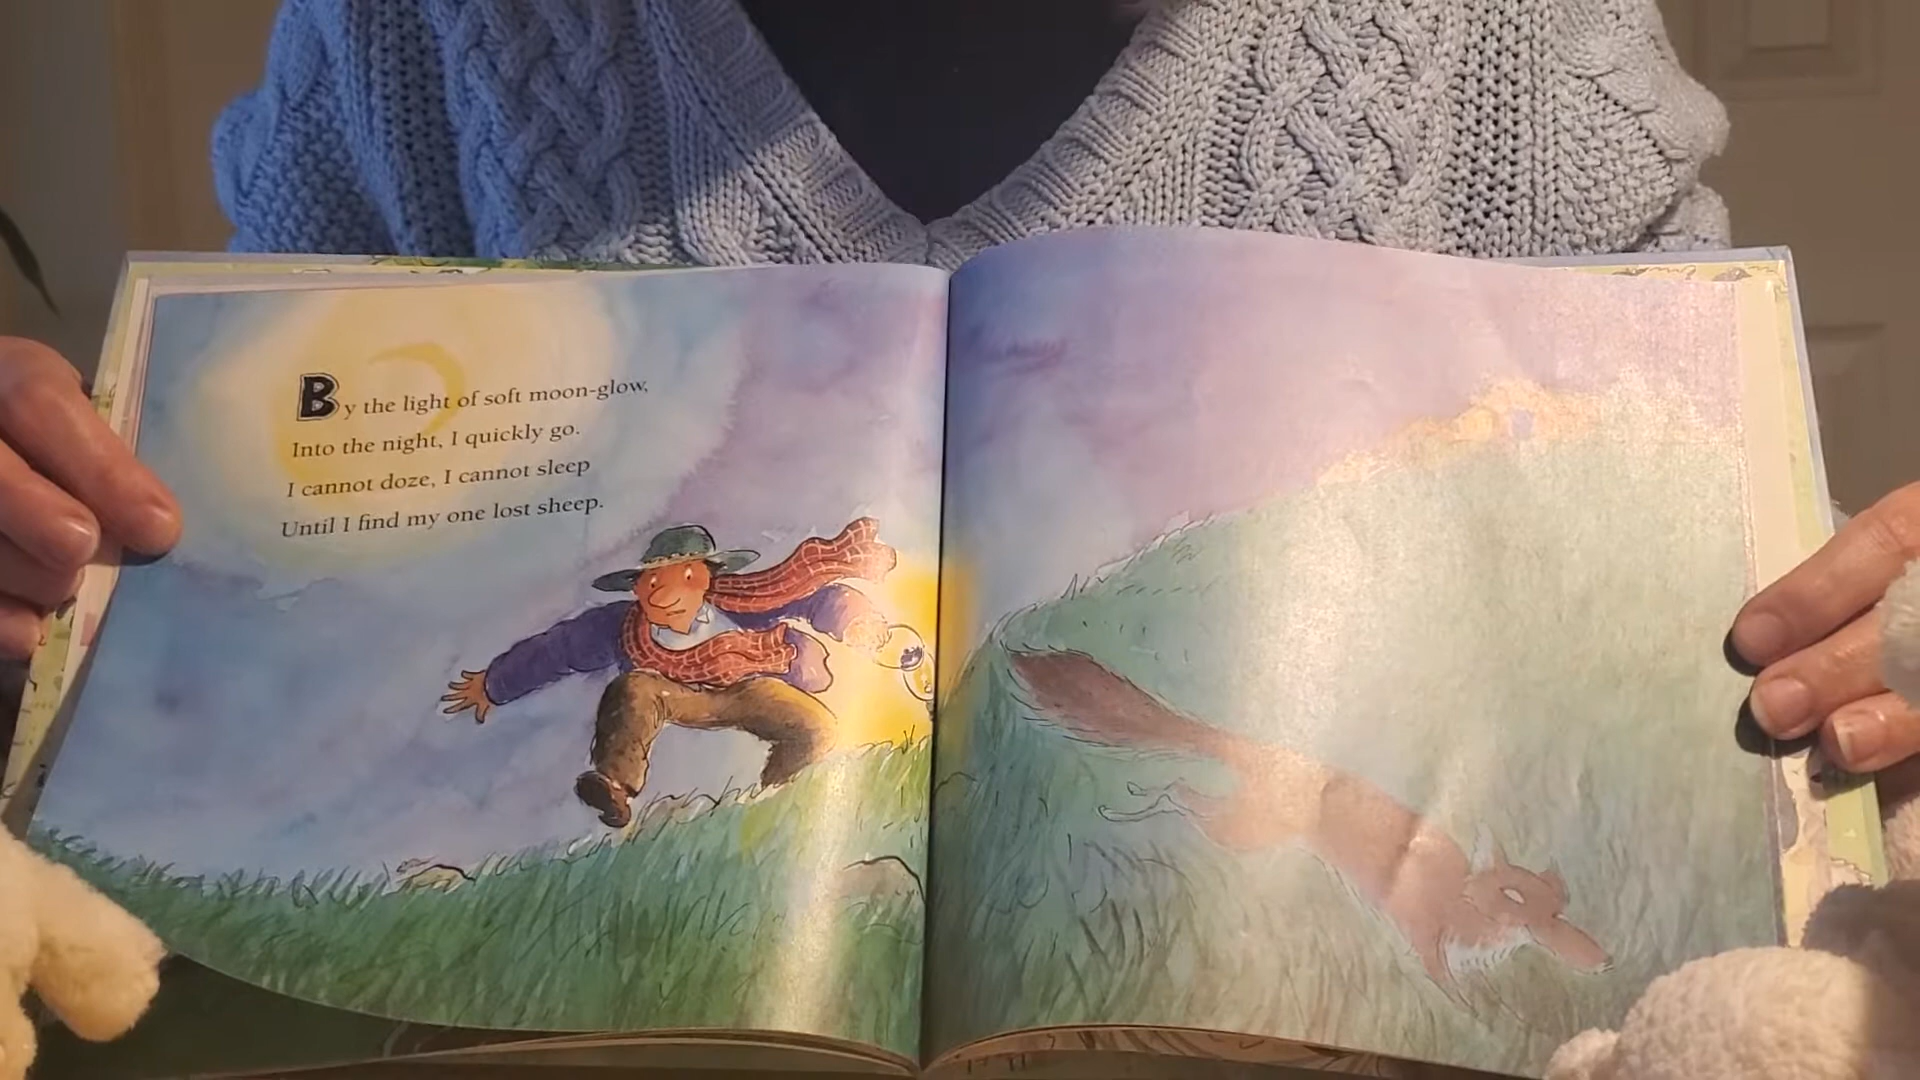 By the light of soft moon-glow,
Into the night, I quickly go.
I cannot doze, I cannot sleep
Until I find my one lost sheep.